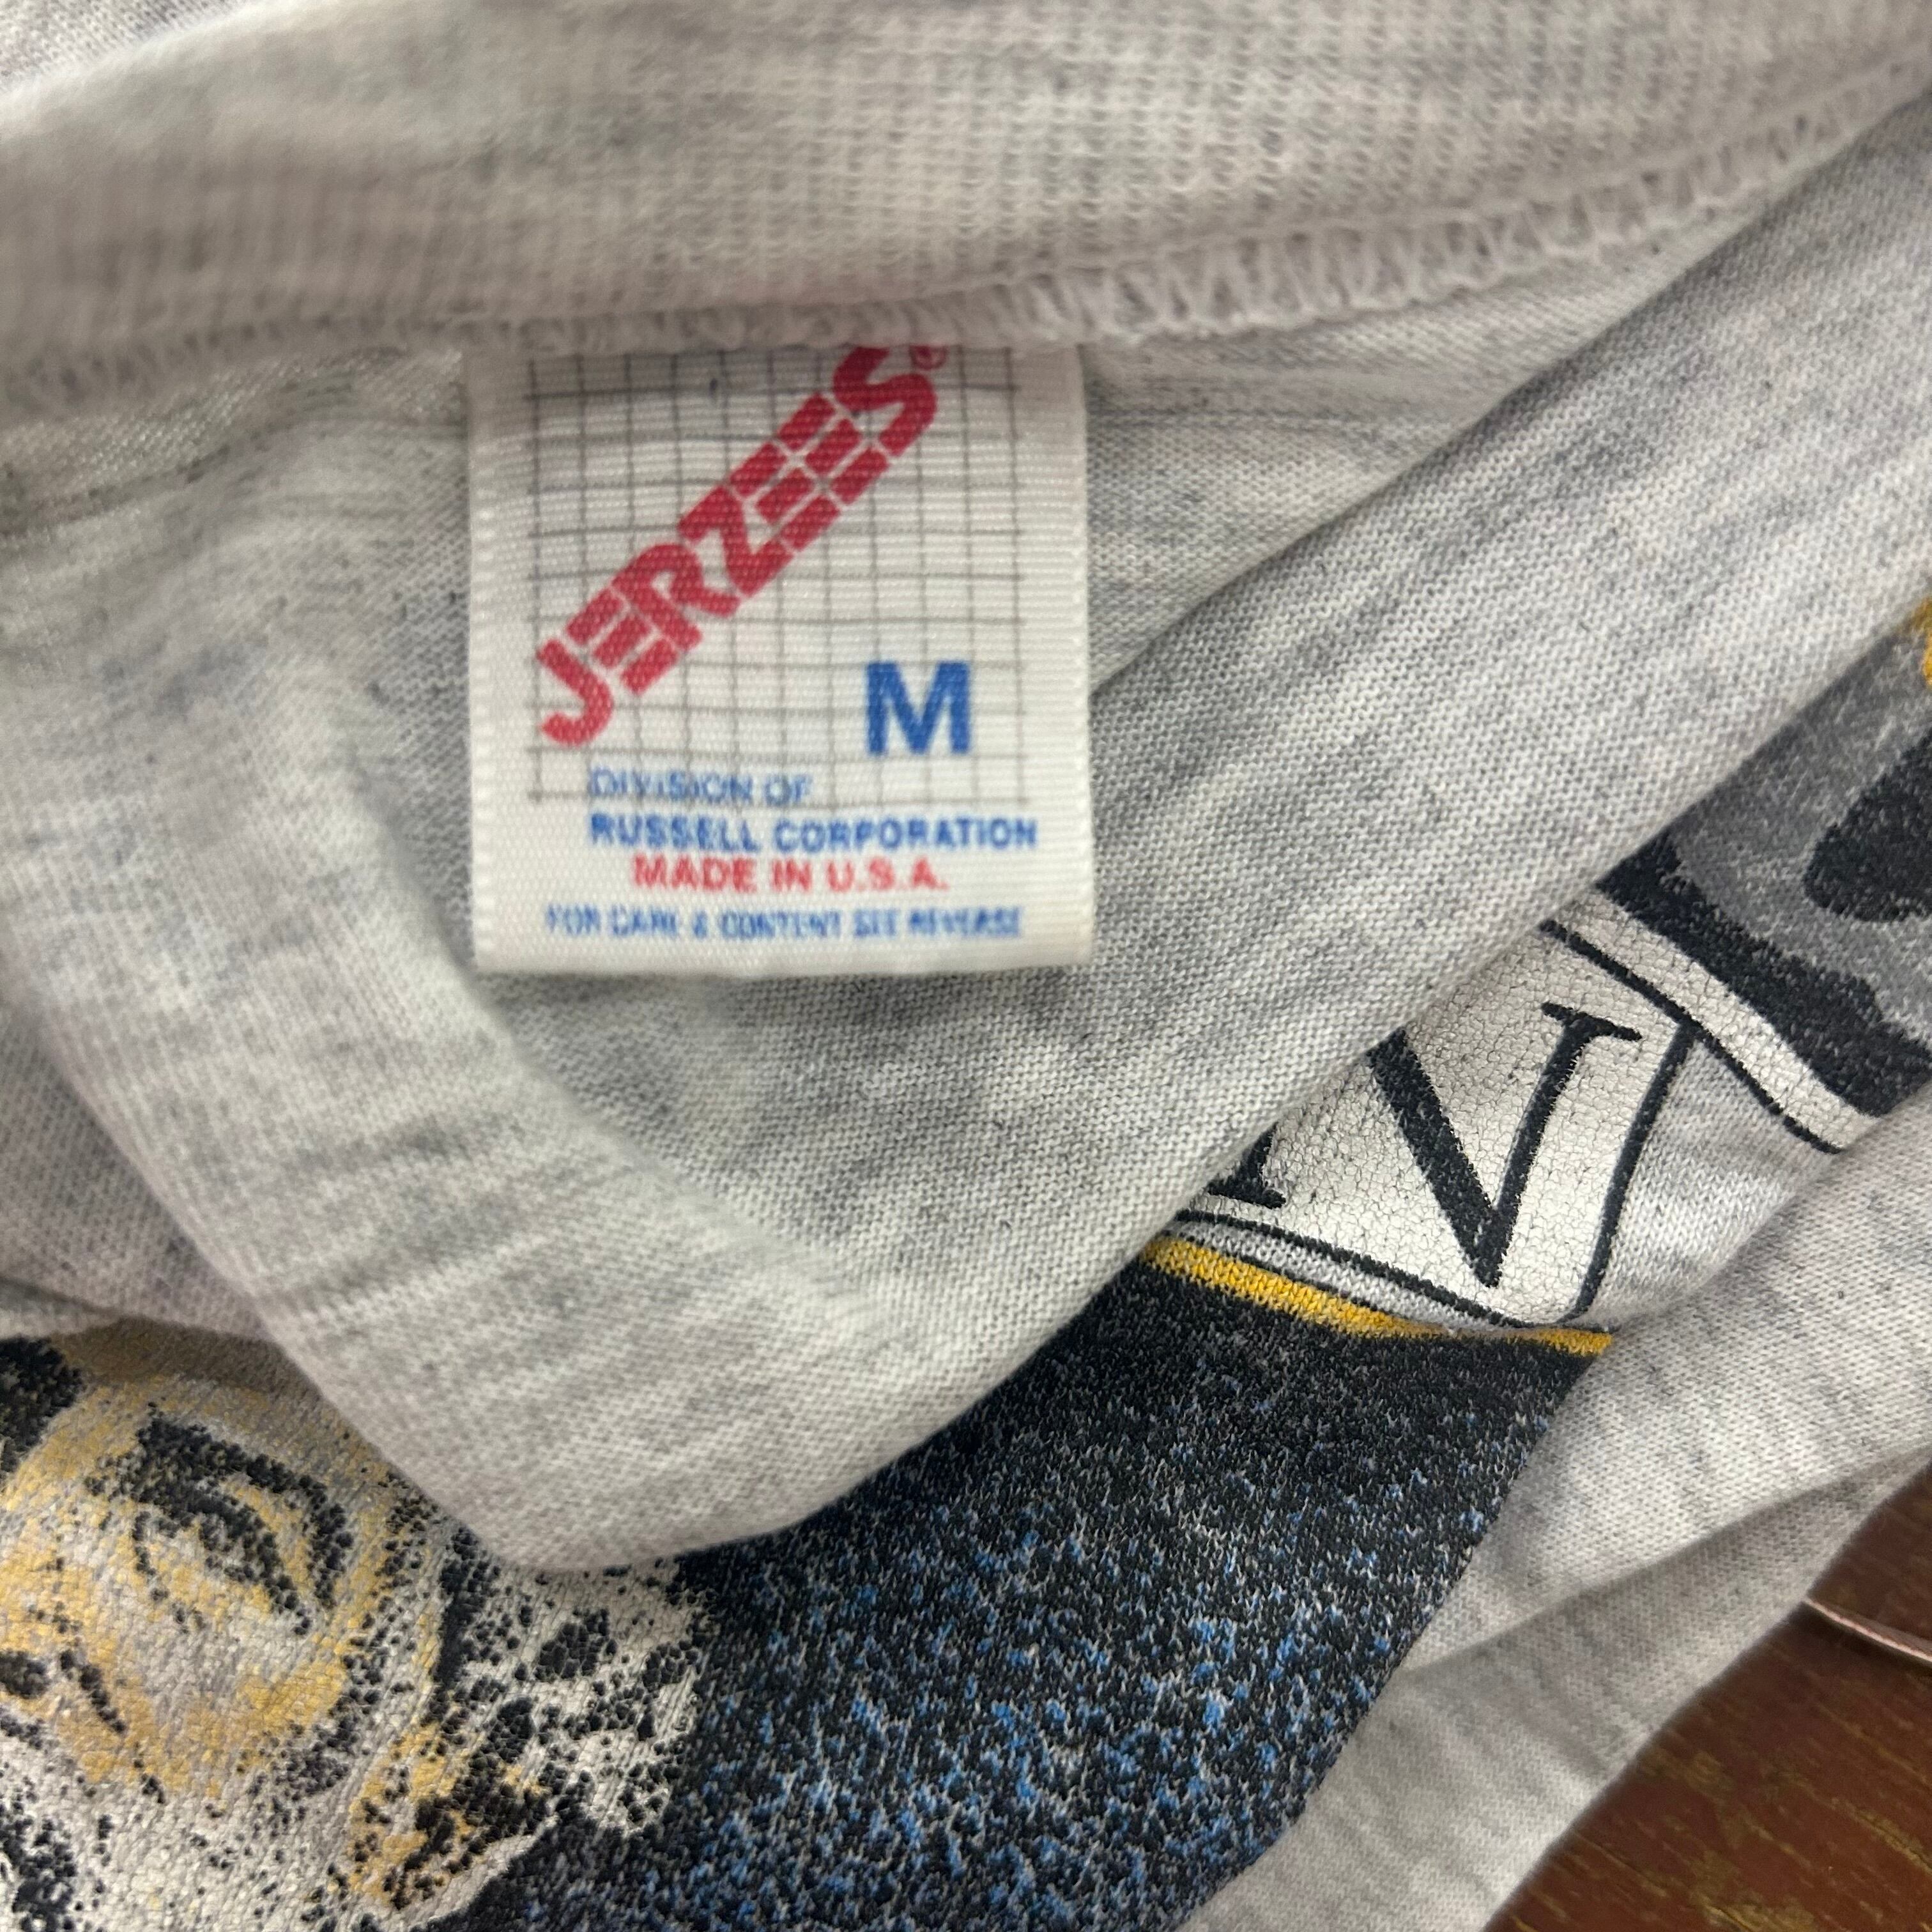 JERZEES®
M
DIVISION OF
RUSSELL CORPORATION
MADE IN U.S.A.
FOR CARE & CONTENT SEE REVERSE
N